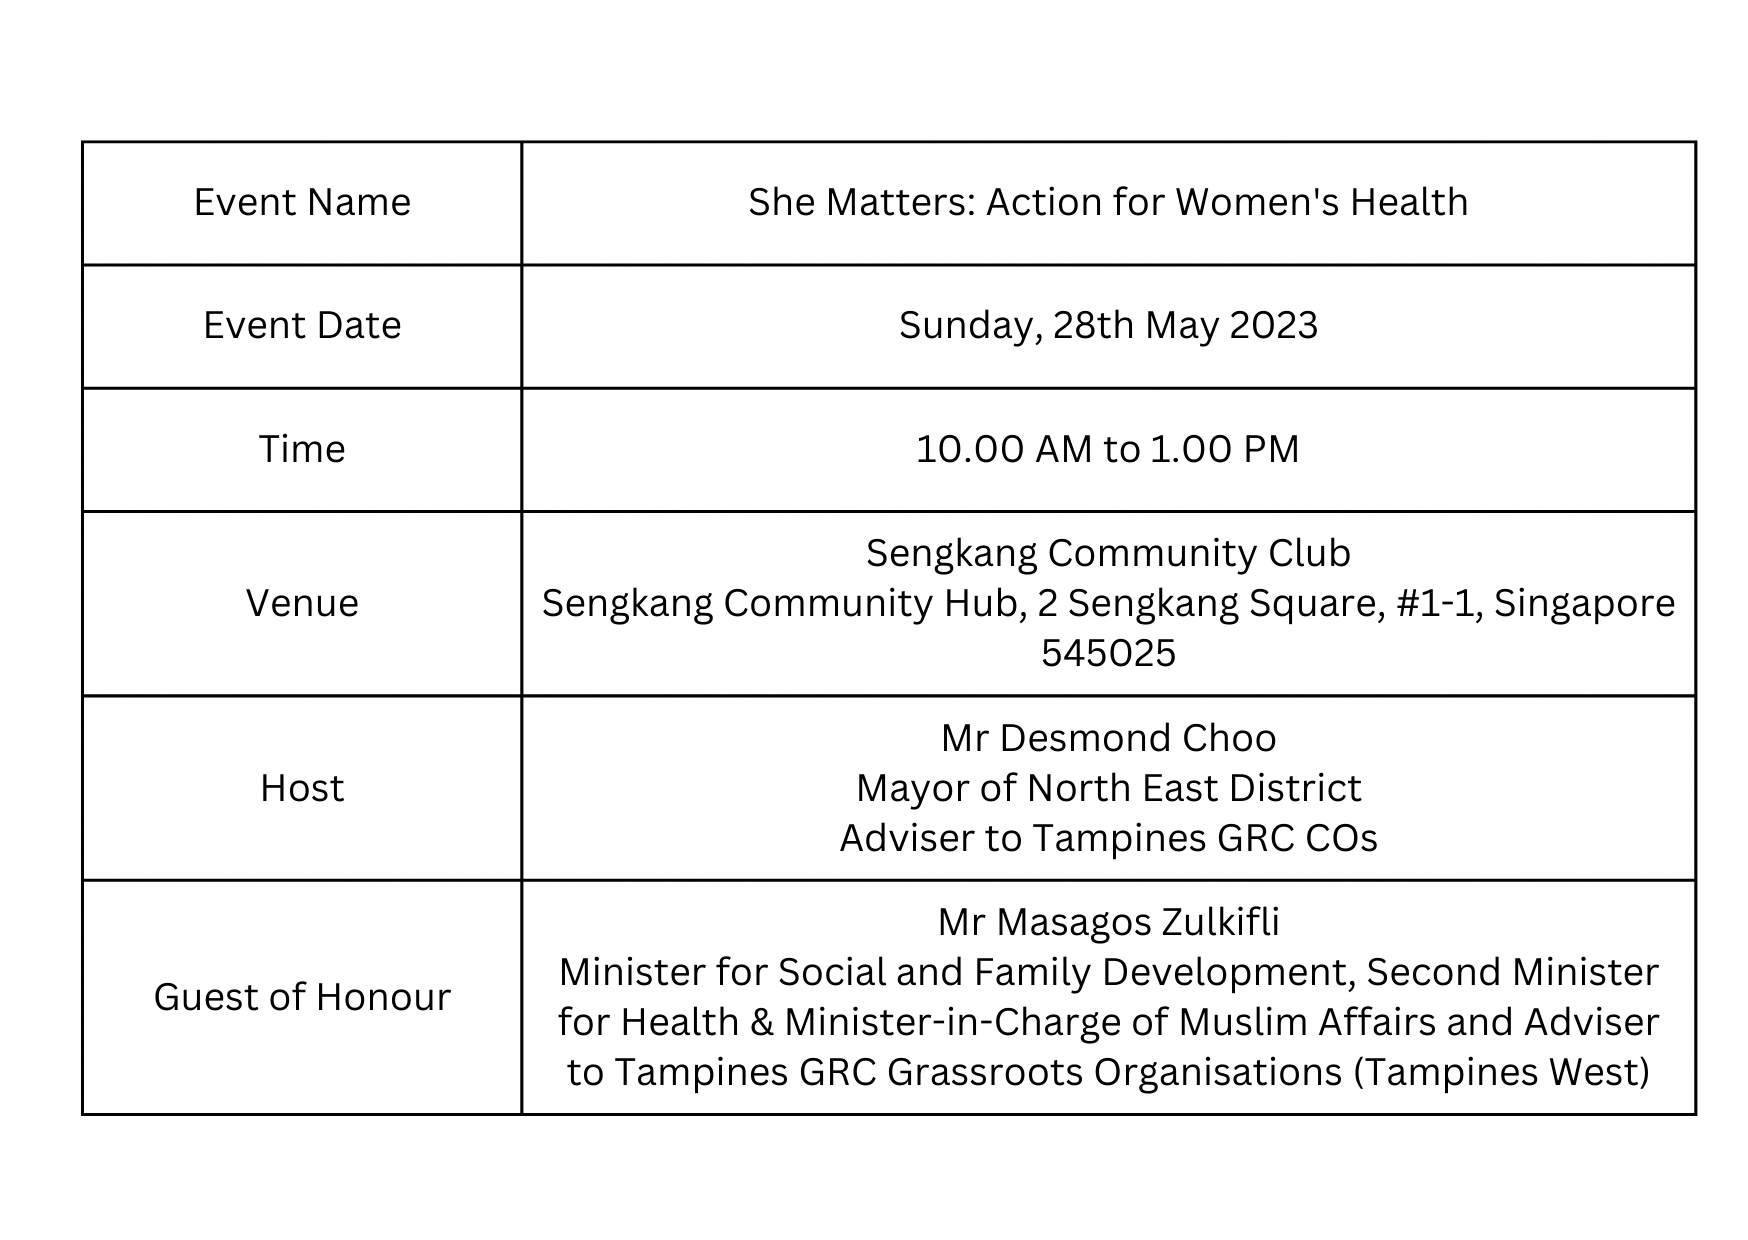 Event Name
She Matters: Action for Women's Health
Event Date
Sunday, 28th May 2023
Time
10.00 AM to 1.00 PM
Venue
Sengkang Community Club
Sengkang Community Hub, 2 Sengkang Square, #1-1, Singapore
545025
Host
Mr Desmond Choo
Mayor of North East District
Adviser to Tampines GRC COs
Guest of Honour
Mr Masagos Zulkifli
Minister for Social and Family Development, Second Minister
for Health & Minister-in-Charge of Muslim Affairs and Adviser
to Tampines GRC Grassroots Organisations (Tampines West)